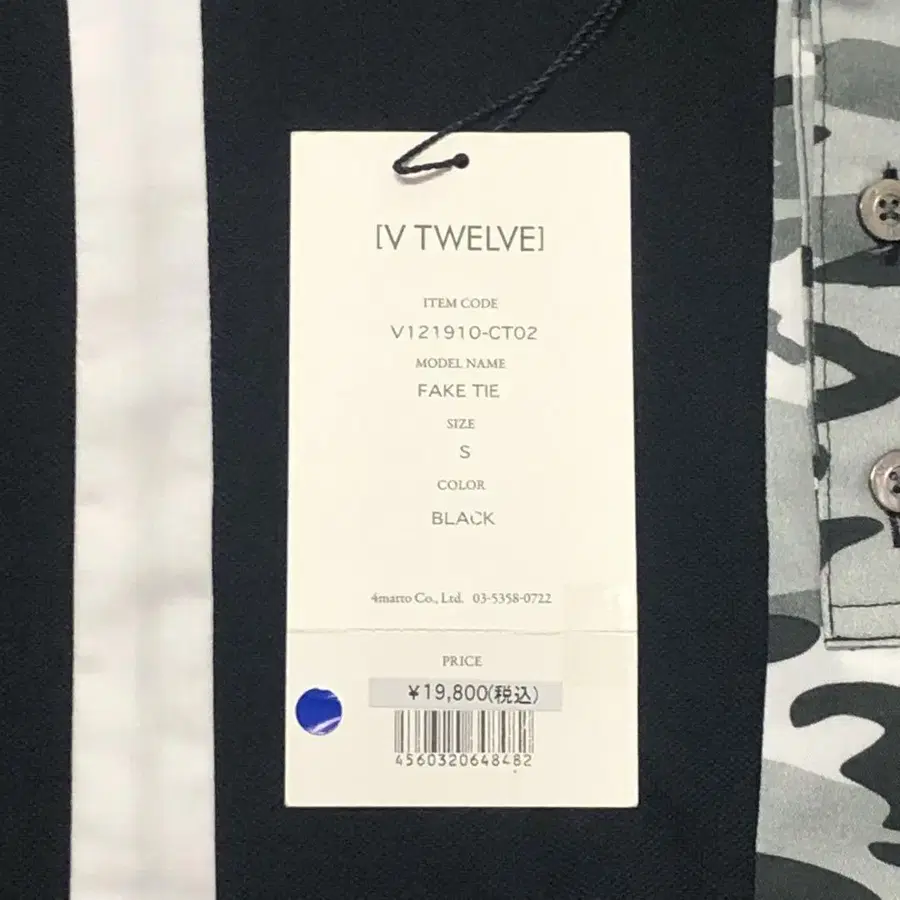 [V TWELVE]
ITEM CODE
V121910-CT02
MODEL NAME
FAKE TIE
SIZE
S
COLOR
BLACK
4matto Co., Ltd. 03-5358-0722
PRICE
¥19,800(税込)
4560320648482